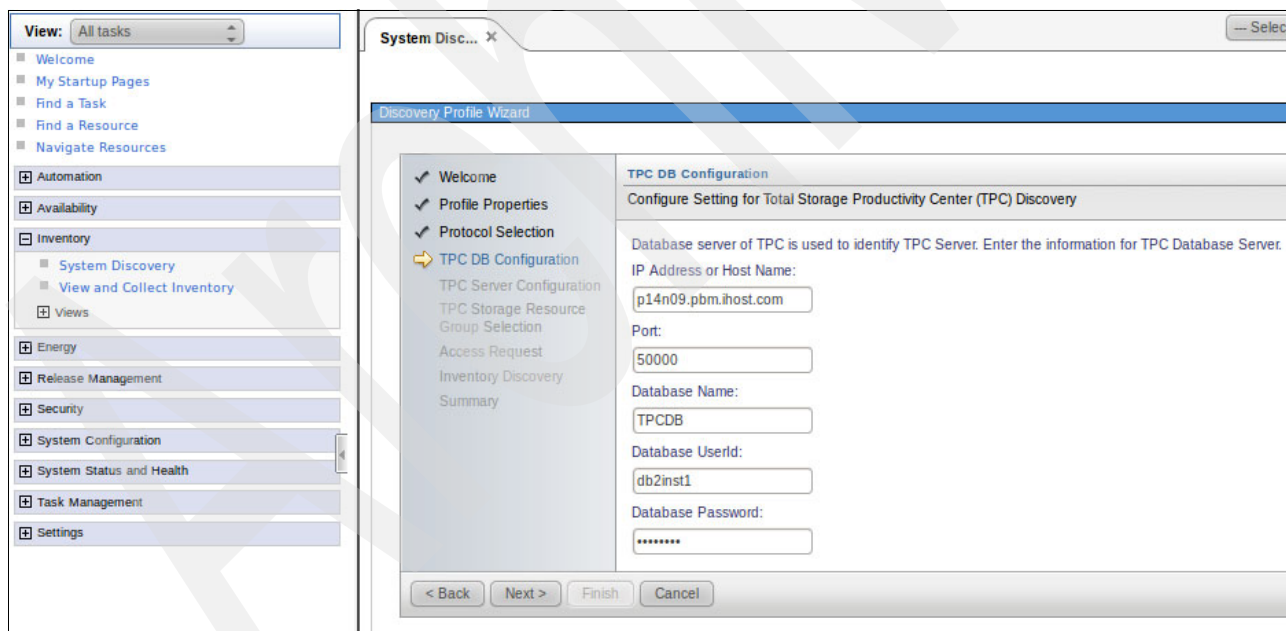 View: All tasks
Welcome
My Startup Pages
Find a Task
Find a Resource
Navigate Resources
Automation
Availability
Inventory
System Discovery
View and Collect Inventory
Views
Energy
Release Management
Security
System Configuration
System Status and Health
Task Management
Settings
System Disc...
--- Selec
Discovery Profile Wizard
Welcome
Profile Properties
Protocol Selection
TPC DB Configuration
TPC Server Configuration
TPC Storage Resource
Group Selection
Access Request
Inventory Discovery
Summary
TPC DB Configuration
Configure Setting for Total Storage Productivity Center (TPC) Discovery
Database server of TPC is used to identify TPC Server. Enter the information for TPC Database Server.
IP Address or Host Name:
p14n09.pbm.ihost.com
Port:
50000
Database Name:
TPCDB
Database UserId:
db2inst1
Database Password:
••••••••
< Back Next > Finish Cancel